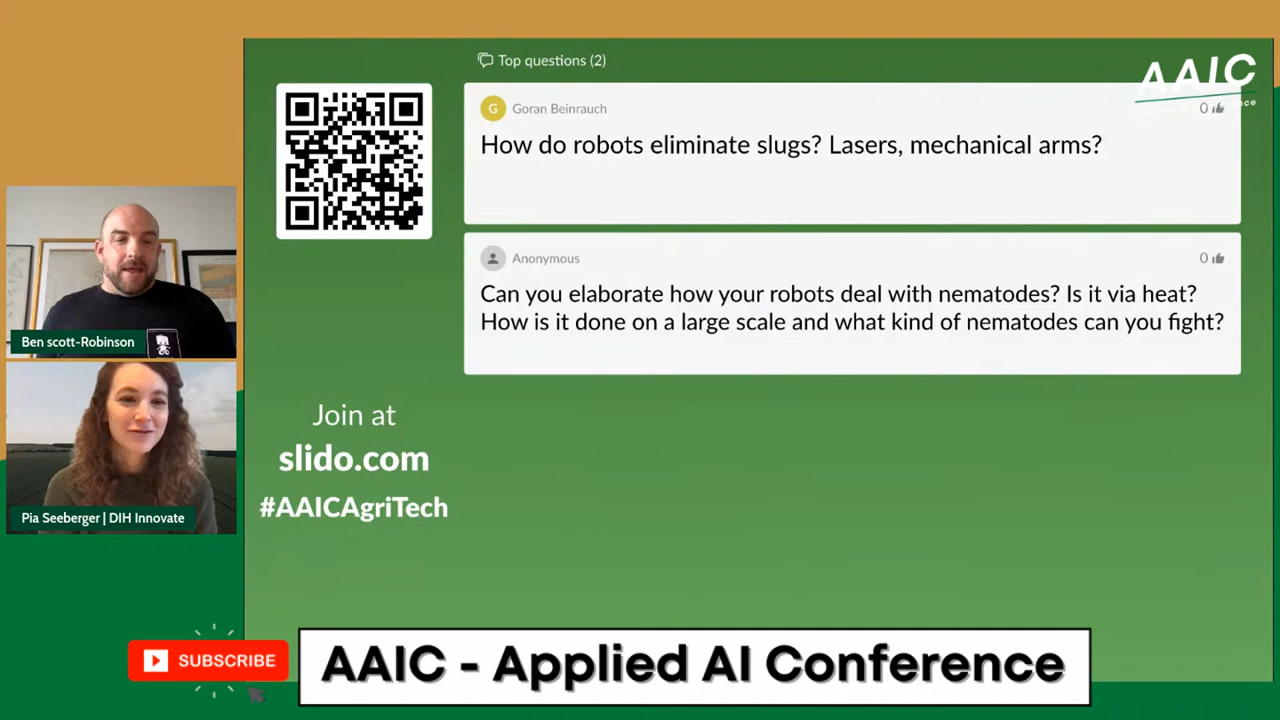 Top questions (2)
AAIC
G
Goran Beinrauch
0
How do robots eliminate slugs? Lasers, mechanical arms?
Anonymous
0
Can you elaborate how your robots deal with nematodes? Is it via heat?
How is it done on a large scale and what kind of nematodes can you fight?
Ben scott-Robinson
Pia Seeberger | DIH Innovate
Join at
slido.com
#AAICAgriTech
SUBSCRIBE
AAIC - Applied AI Conference